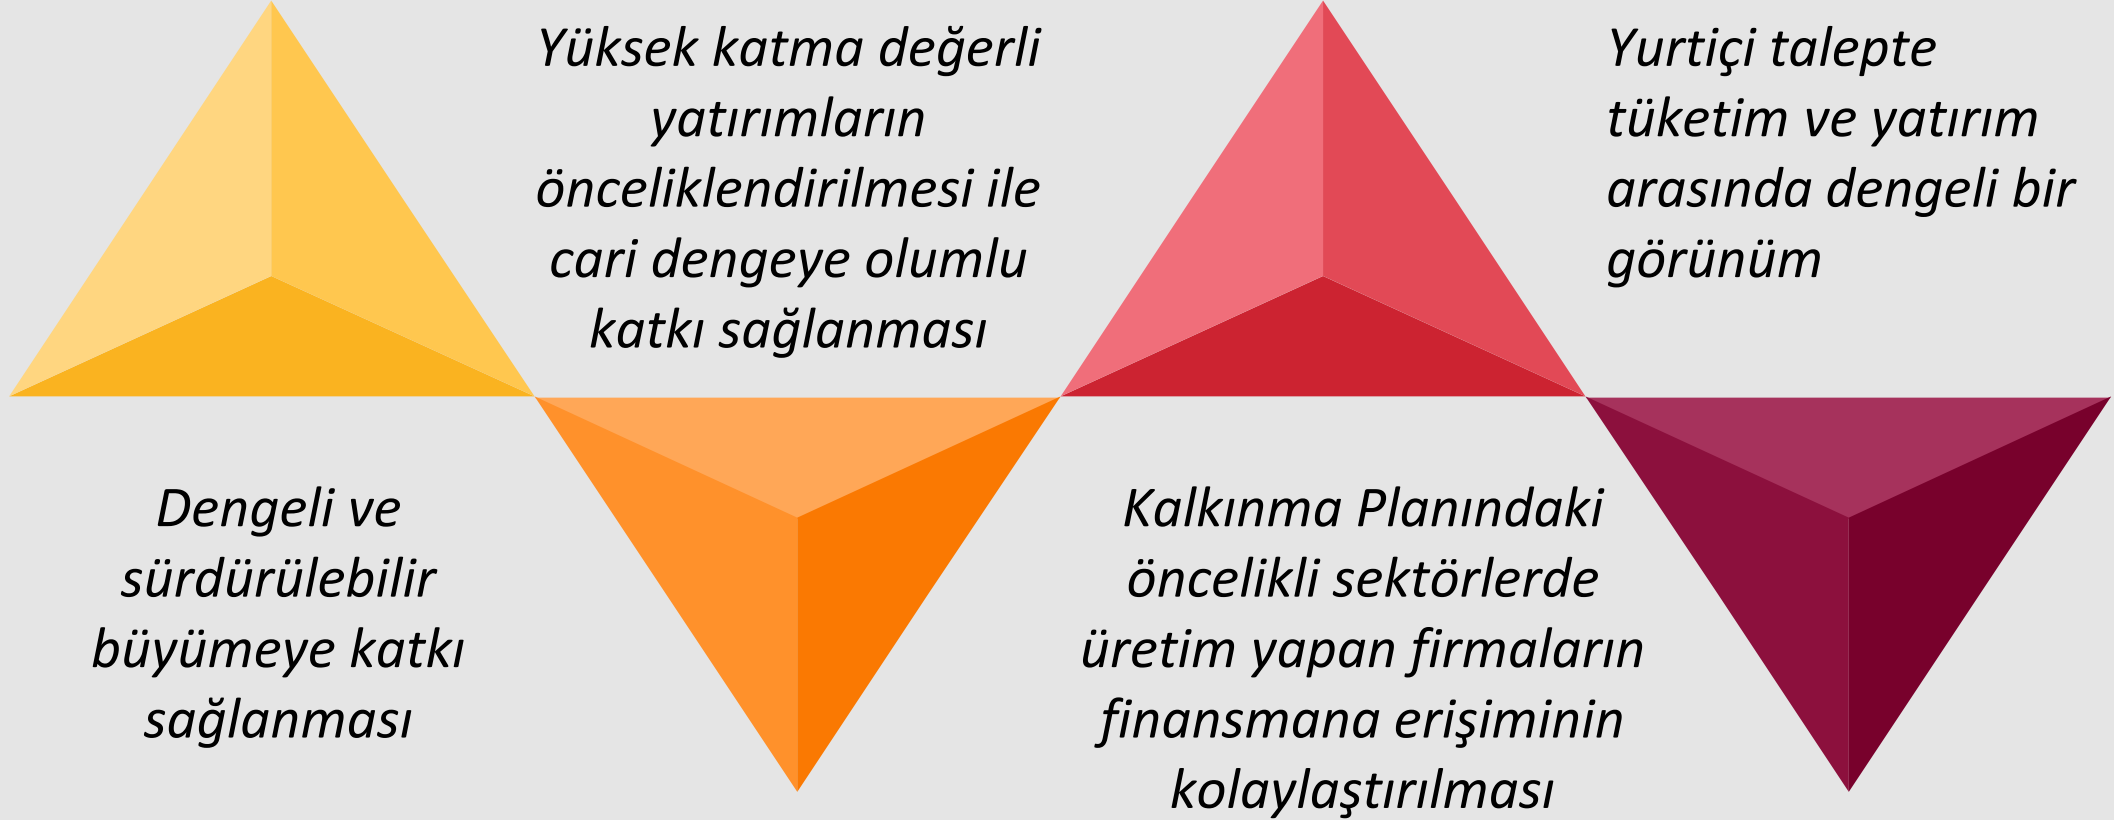 Dengeli ve
sürdürülebilir
büyümeye katkı
sağlanması
Yüksek katma değerli
yatırımların
önceliklendirilmesi ile
cari dengeye olumlu
katkı sağlanması
Kalkınma Planındaki
öncelikli sektörlerde
üretim yapan firmaların
finansmana erişiminin
kolaylaştırılması
Yurtiçi talepte
tüketim ve yatırım
arasında dengeli bir
görünüm